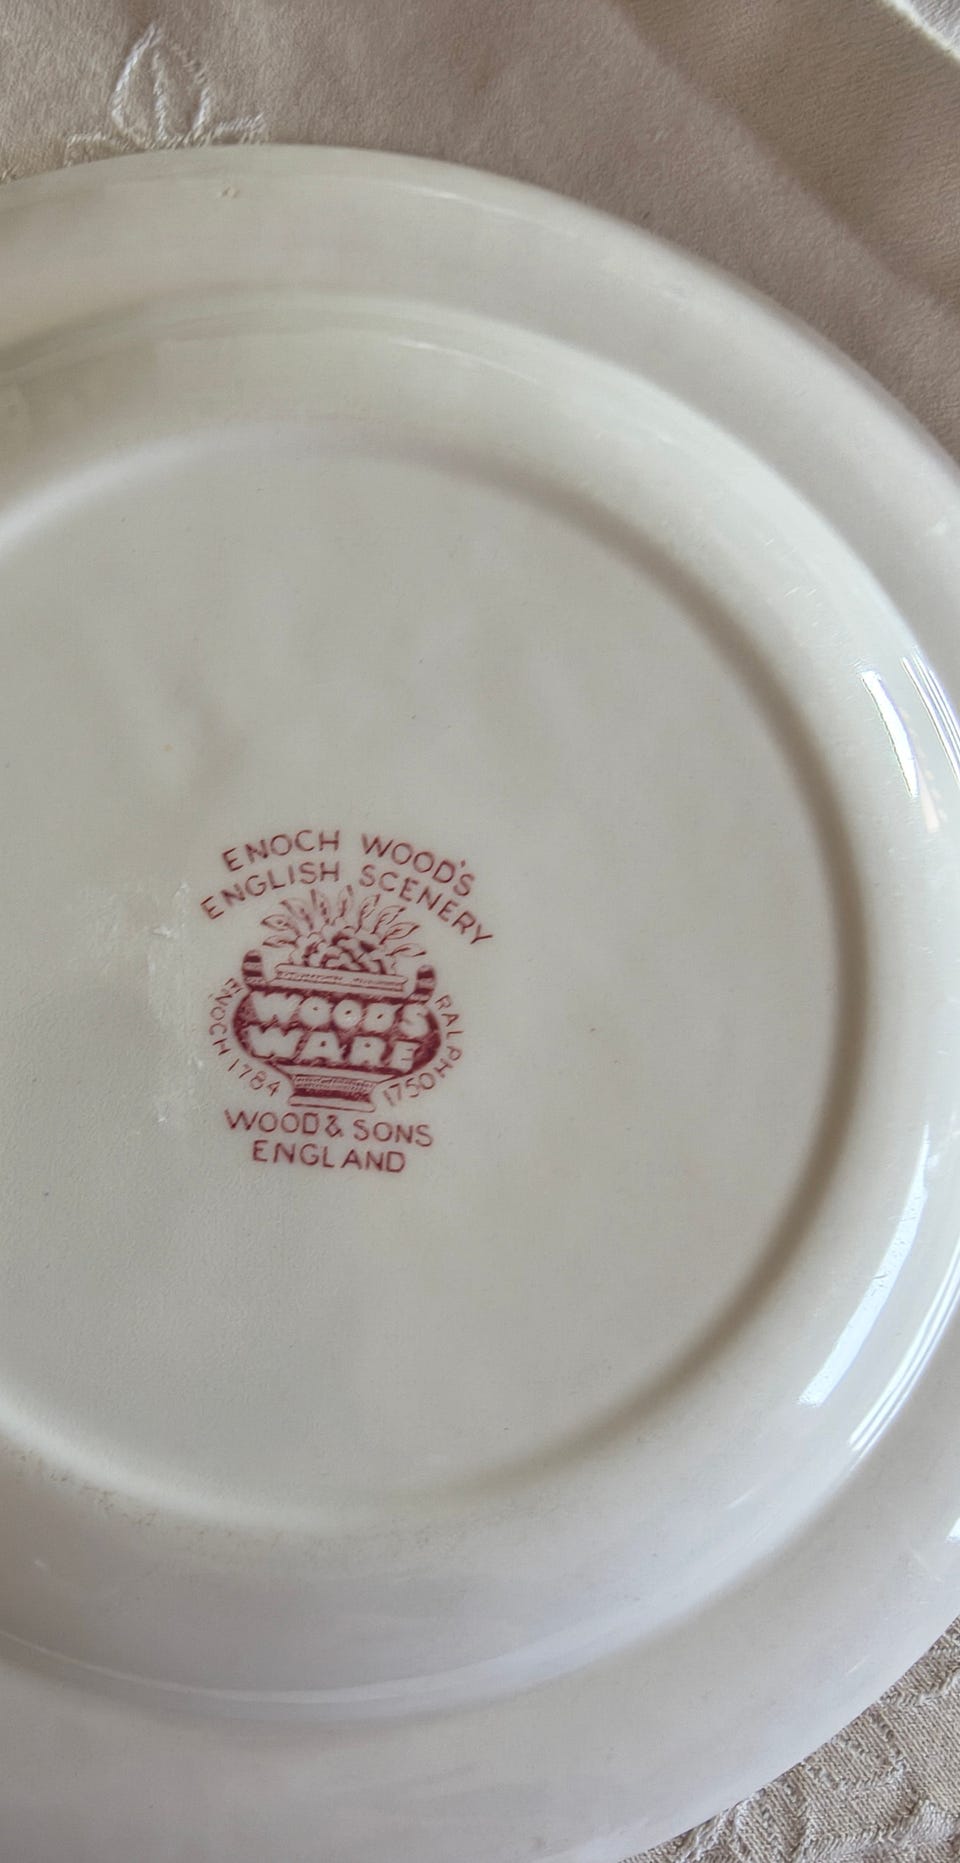 ENOCH WOOD'S
ENGLISH SCENERY
WOODS
WARE
ENOCH 1784
RALPH 1750
WOOD & SONS
ENGLAND